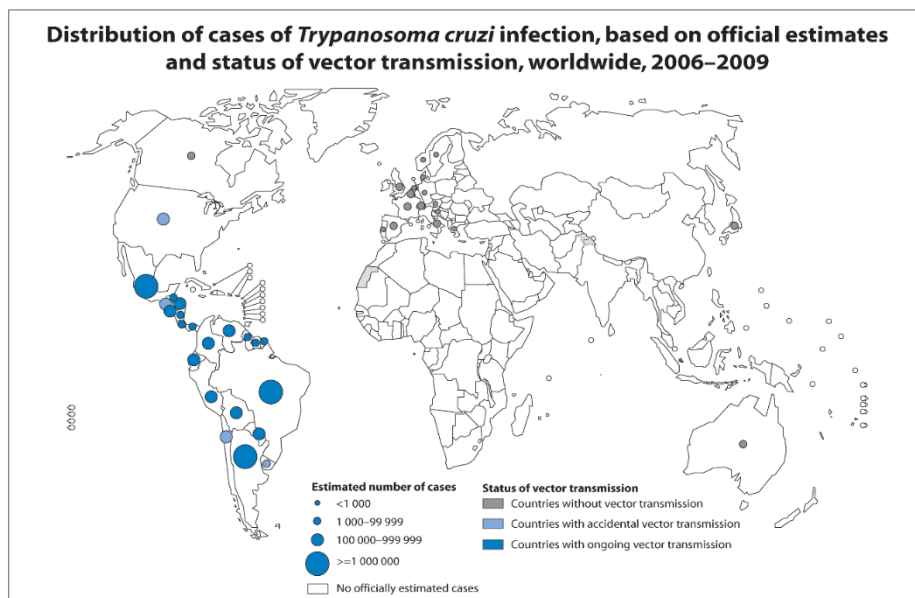 Distribution of cases of Trypanosoma cruzi infection, based on official estimates
and status of vector transmission, worldwide, 2006–2009
Estimated number of cases
<1 000
1 000–99 999
100 000–999 999
>=1 000 000
No officially estimated cases
Status of vector transmission
Countries without vector transmission
Countries with accidental vector transmission
Countries with ongoing vector transmission